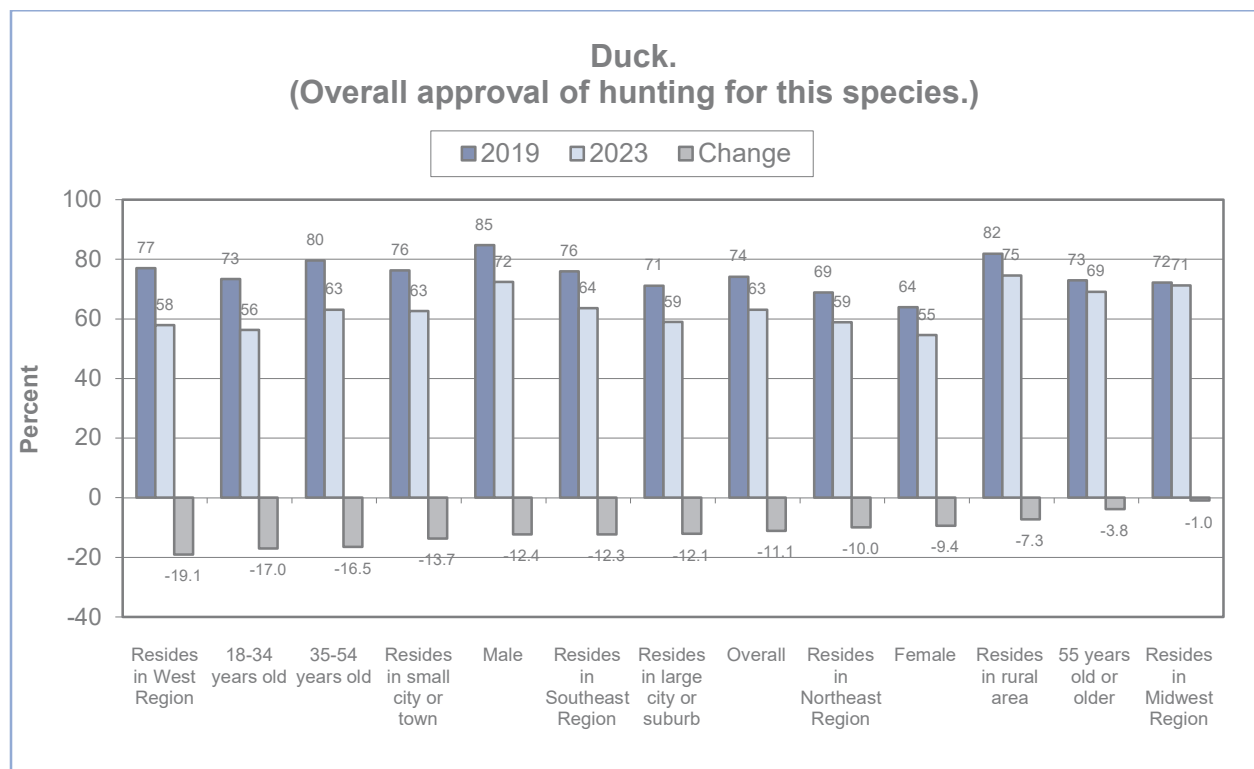 Duck.
(Overall approval of hunting for this species.)
2019 2023 Change
Percent
100
80
60
40
20
0
-20
-40
77 58 -19.1
73 56 -17.0
80 63 -16.5
76 63 -13.7
85 72 -12.4
76 64 -12.3
71 59 -12.1
74 63 -11.1
69 59 -10.0
64 55 -9.4
82 75 -7.3
73 69 -3.8
72 71 -1.0
Resides
in West
Region
18-34
years old
35-54
years old
Resides
in small
city or
town
Male
Resides
in
Southeast
Region
Resides
in large
city or
suburb
Overall
Resides
in
Northeast
Region
Female
Resides
in rural
area
55 years
old or
older
Resides
in
Midwest
Region